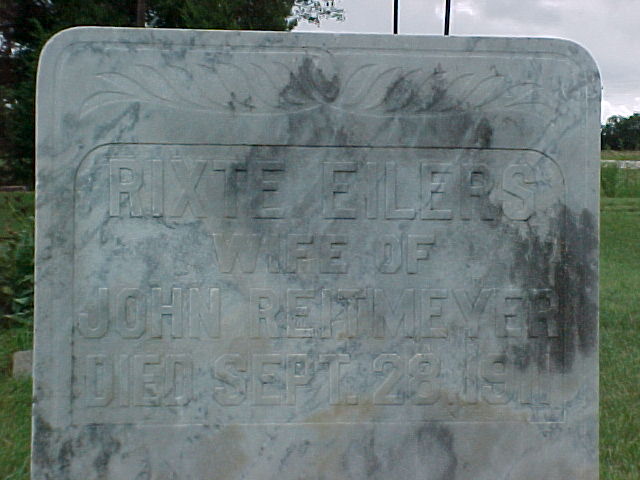 RIXTE EILERS
WIFE OF
JOHN REITMEYER
DIED SEPT. 28, 1911